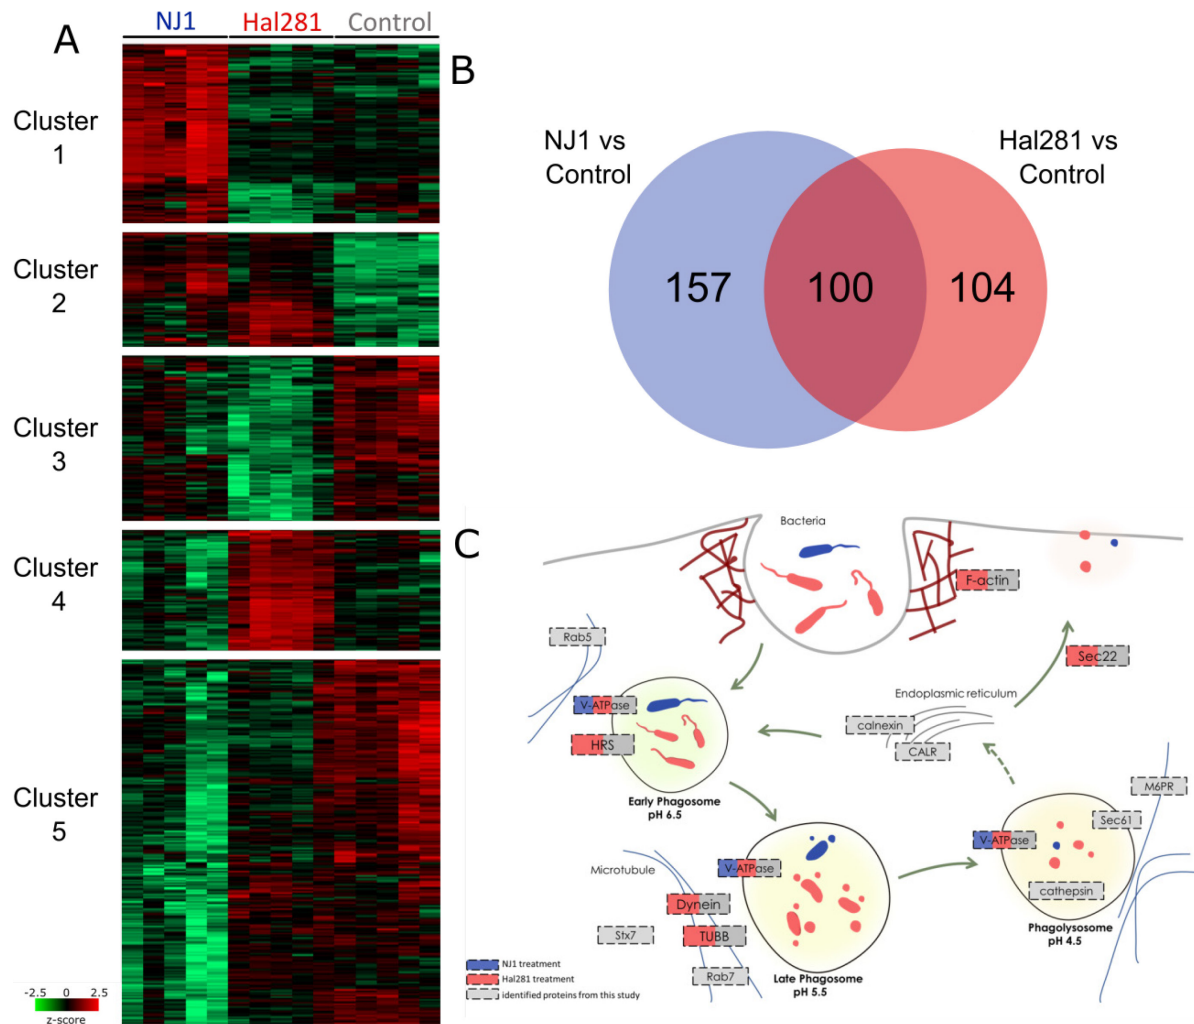 A
NJ1
Hal281
Control
Cluster
1
Cluster
2
Cluster
3
Cluster
4
Cluster
5
-2.5
0
2.5
z-score
B
NJ1 vs
Control
Hal281 vs
Control
157
100
104
C
Bacteria
F-actin
Rab5
V-ATPase
HRS
Early Phagosome
pH 6.5
Endoplasmic reticulum
calnexin
CALR
Sec22
M6PR
Sec61
V-ATPase
cathepsin
Phagolysosome
pH 4.5
Microtubule
V-ATPase
Dynein
TUBB
Stx7
Rab7
Late Phagosome
pH 5.5
NJ1 treatment
Hal281 treatment
identified proteins from this study